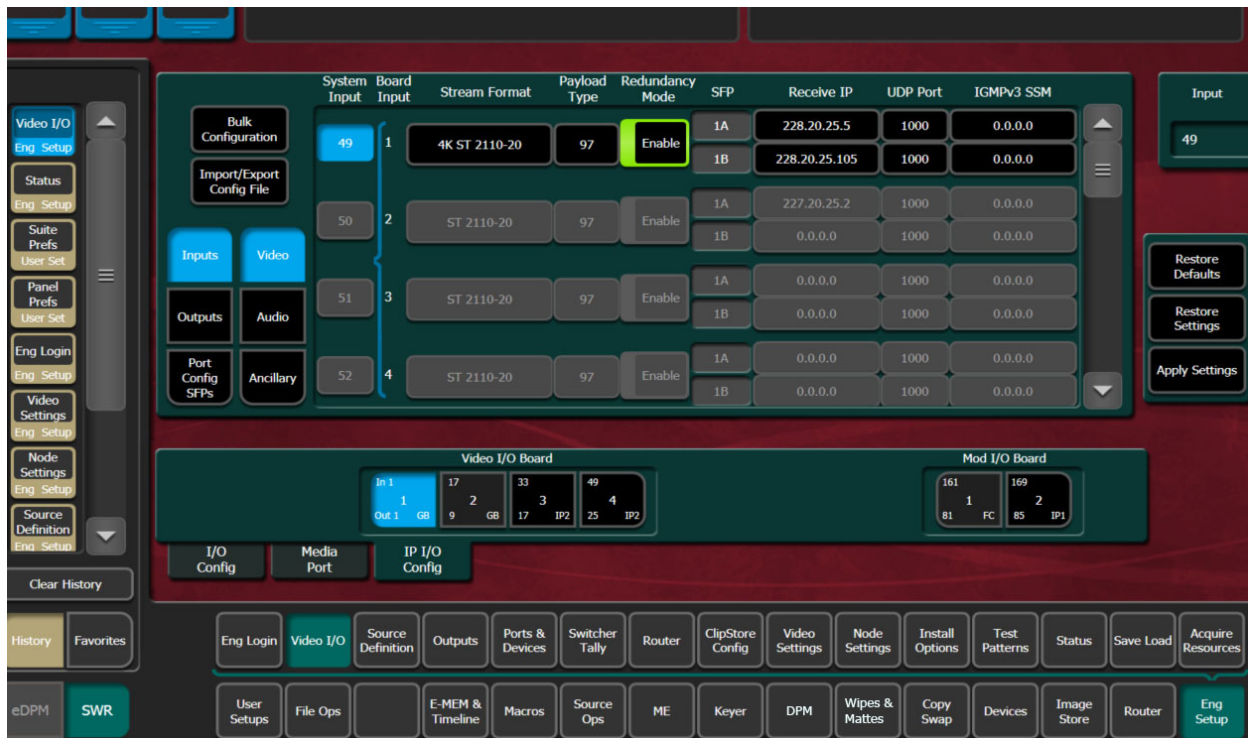 System Input
Board Input
Stream Format
Payload Type
Redundancy Mode
SFP
Receive IP
UDP Port
IGMPv3 SSM
Input
49
Video I/O
Eng Setup
Status
Eng Setup
Suite Prefs
User Set
Panel Prefs
User Set
Eng Login
Eng Setup
Video Settings
Eng Setup
Node Settings
Eng Setup
Source Definition
Eng Setup
Clear History
History
Favorites
eDPM
SWR
Bulk Configuration
Import/Export Config File
Inputs
Video
Outputs
Audio
Port Config SFPs
Ancillary
49 1 4K ST 2110-20 97 Enable 1A 228.20.25.5 1000 0.0.0.0
1B 228.20.25.105 1000 0.0.0.0
50 2 ST 2110-20 97 Enable 1A 227.20.25.2 1000 0.0.0.0
1B 0.0.0.0 1000 0.0.0.0
51 3 ST 2110-20 97 Enable 1A 0.0.0.0 1000 0.0.0.0
1B 0.0.0.0 1000 0.0.0.0
52 4 ST 2110-20 97 Enable 1A 0.0.0.0 1000 0.0.0.0
1B 0.0.0.0 1000 0.0.0.0
Restore Defaults
Restore Settings
Apply Settings
Video I/O Board
In 1
1
Out 1 GB
17
2
9 GB
33
3
17 IP2
49
4
25 IP2
Mod I/O Board
161
1
81 FC
169
2
85 IP1
I/O Config
Media Port
IP I/O Config
Eng Login
Video I/O
Source Definition
Outputs
Ports & Devices
Switcher Tally
Router
ClipStore Config
Video Settings
Node Settings
Install Options
Test Patterns
Status
Save Load
Acquire Resources
User Setups
File Ops
E-MEM & Timeline
Macros
Source Ops
ME
Keyer
DPM
Wipes & Mattes
Copy Swap
Devices
Image Store
Router
Eng Setup